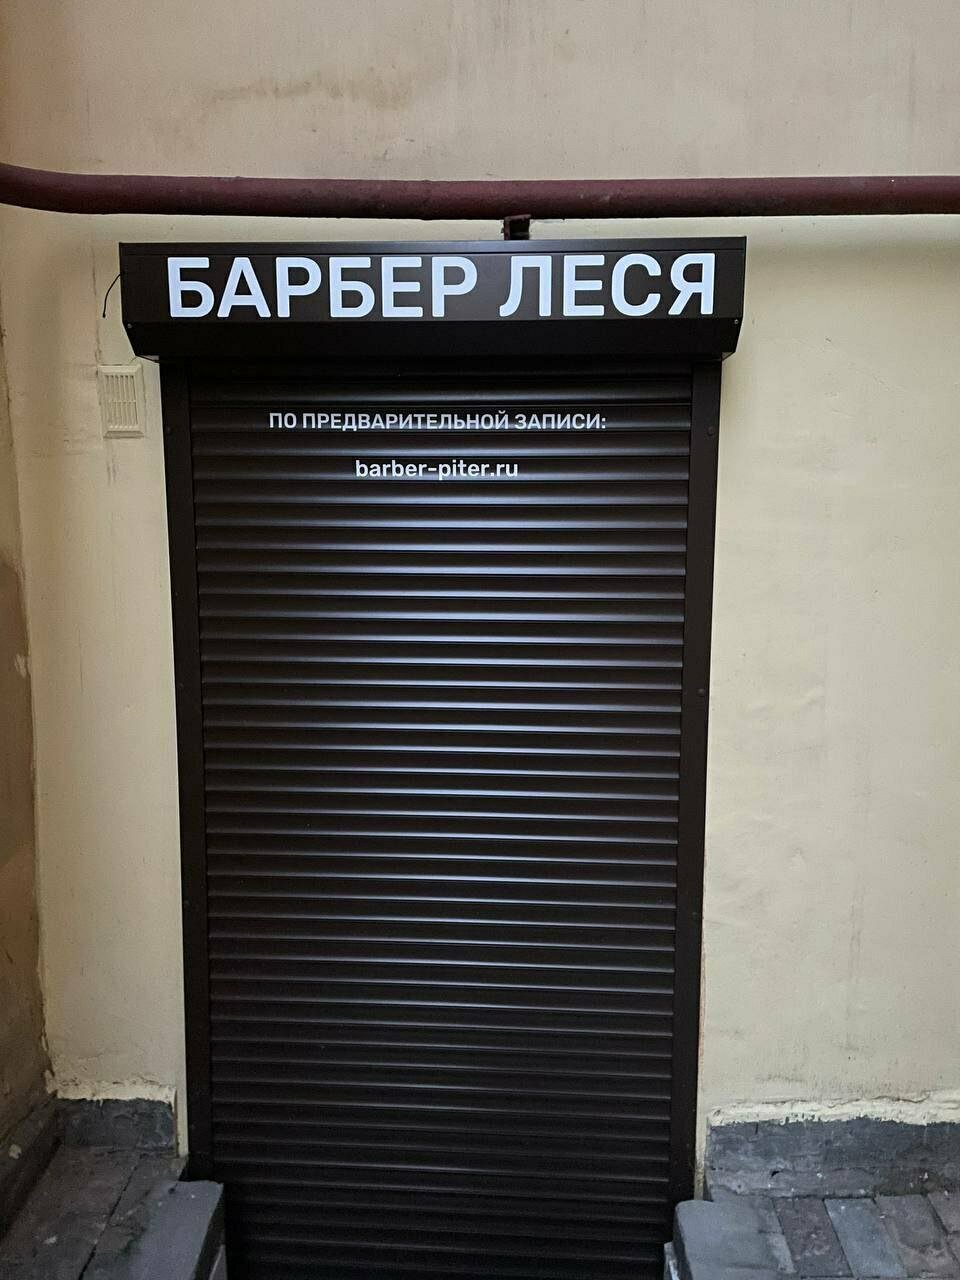 БАРБЕР ЛЕСЯ
ПО ПРЕДВАРИТЕЛЬНОЙ ЗАПИСИ:
barber-piter.ru